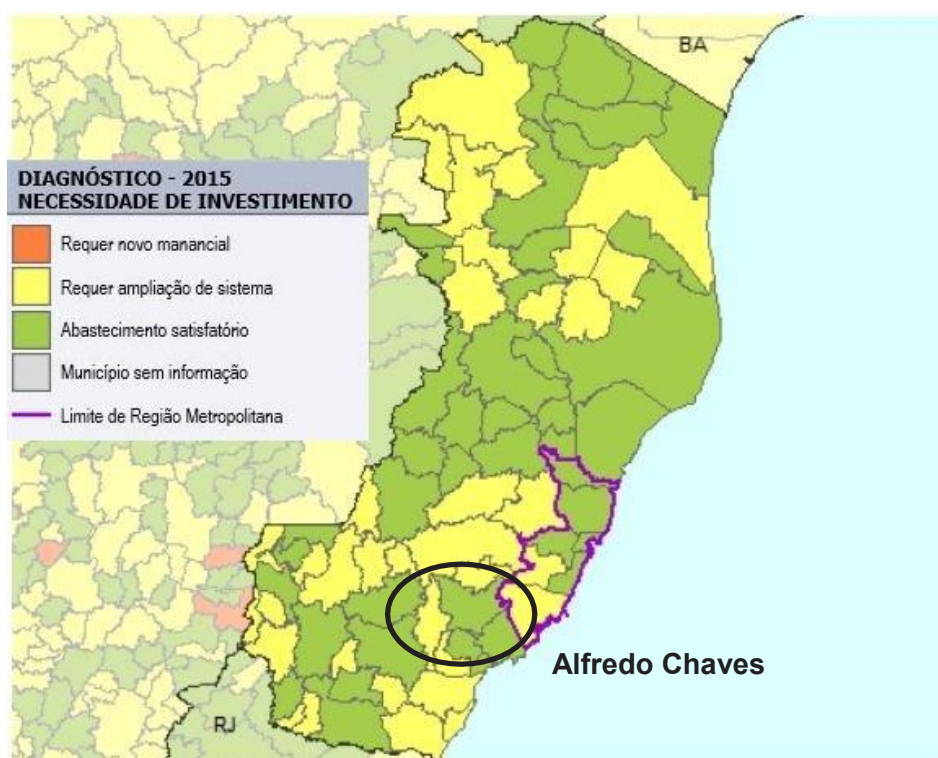 BA
DIAGNÓSTICO - 2015
NECESSIDADE DE INVESTIMENTO
Requer novo manancial
Requer ampliação de sistema
Abastecimento satisfatório
Município sem informação
Limite de Região Metropolitana
Alfredo Chaves
RJ